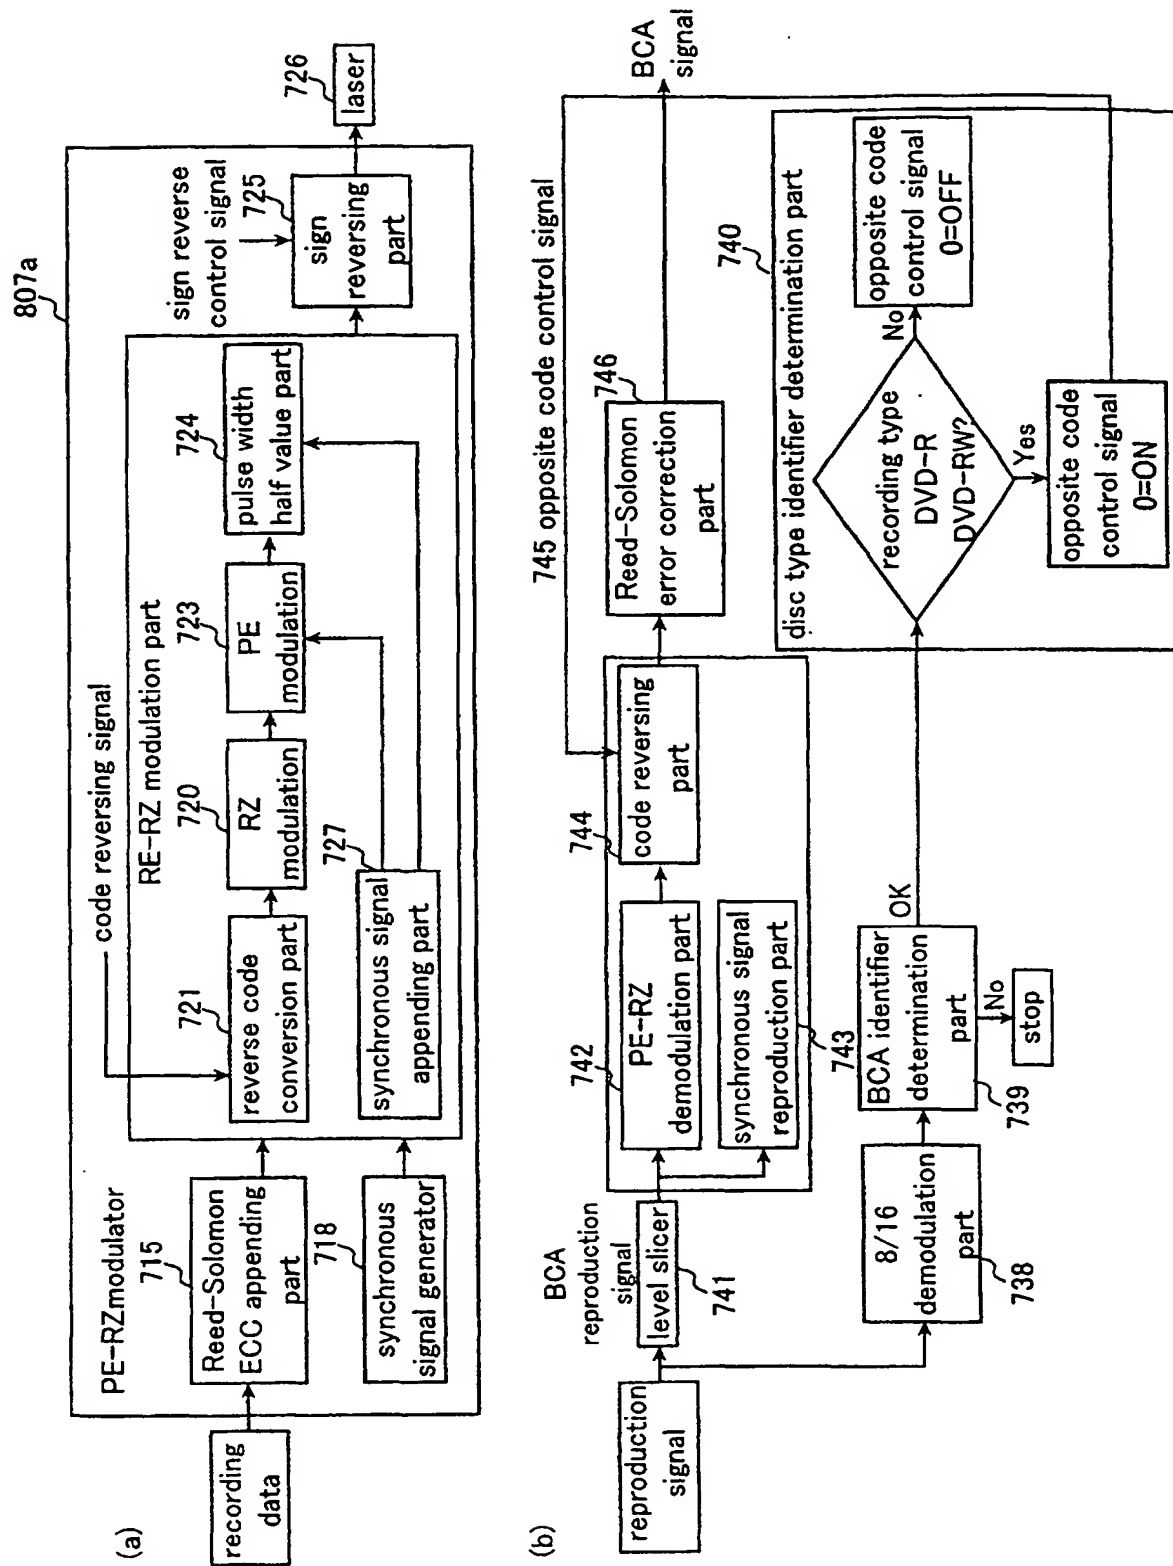 (a)
recording
data
PE-RZmodulator
807a
715
Reed-Solomon
ECC appending
part
718
synchronous
signal generator
code reversing signal
RE-RZ modulation part
721
reverse code
conversion part
720
RZ
modulation
723
PE
modulation
724
pulse width
half value part
727
synchronous signal
appending part
sign reverse
control signal
725
sign
reversing
part
726
laser
(b)
reproduction
signal
BCA
reproduction
signal
level slicer
741
742
PE-RZ
demodulation part
synchronous signal
reproduction part
743
744
code reversing
part
745 opposite code control signal
746
Reed-Solomon
error correction
part
BCA
signal
8/16
demodulation
part
738
BCA identifier
determination
part
739
OK
No
stop
disc type identifier determination part
740
recording type
DVD-R
DVD-RW?
No
opposite code
control signal
0=OFF
Yes
opposite code
control signal
0=ON